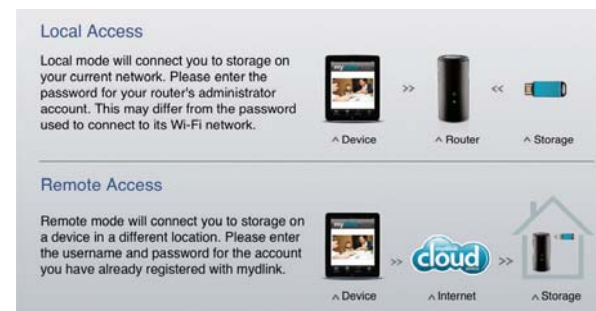 Local Access
Local mode will connect you to storage on
your current network. Please enter the
password for your router's administrator
account. This may differ from the password
used to connect to its Wi-Fi network.
>> <<
^ Device ^ Router ^ Storage
Remote Access
Remote mode will connect you to storage on
a device in a different location. Please enter
the username and password for the account
you have already registered with mydlink.
cloud
>> >>
^ Device ^ Internet ^ Storage